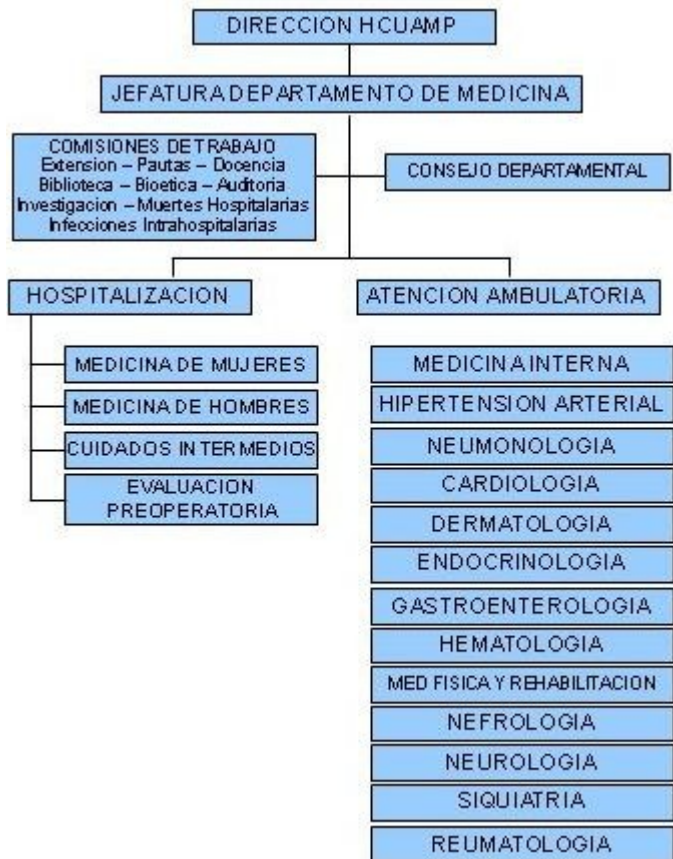 DIRECCION HCUAMP
JEFATURA DEPARTAMENTO DE MEDICINA
COMISIONES DE TRABAJO
Extension – Pautas – Docencia
Biblioteca – Bioetica – Auditoria
Investigacion – Muertes Hospitalarias
Infecciones Intrahospitalarias
CONSEJO DEPARTAMENTAL
HOSPITALIZACION
MEDICINA DE MUJERES
MEDICINA DE HOMBRES
CUIDADOS INTERMEDIOS
EVALUACION
PREOPERATORIA
ATENCION AMBULATORIA
MEDICINA INTERNA
HIPERTENSION ARTERIAL
NEUMONOLOGIA
CARDIOLOGIA
DERMATOLOGIA
ENDOCRINOLOGIA
GASTROENTEROLOGIA
HEMATOLOGIA
MED FISICA Y REHABILITACION
NEFROLOGIA
NEUROLOGIA
SIQUIATRIA
REUMATOLOGIA